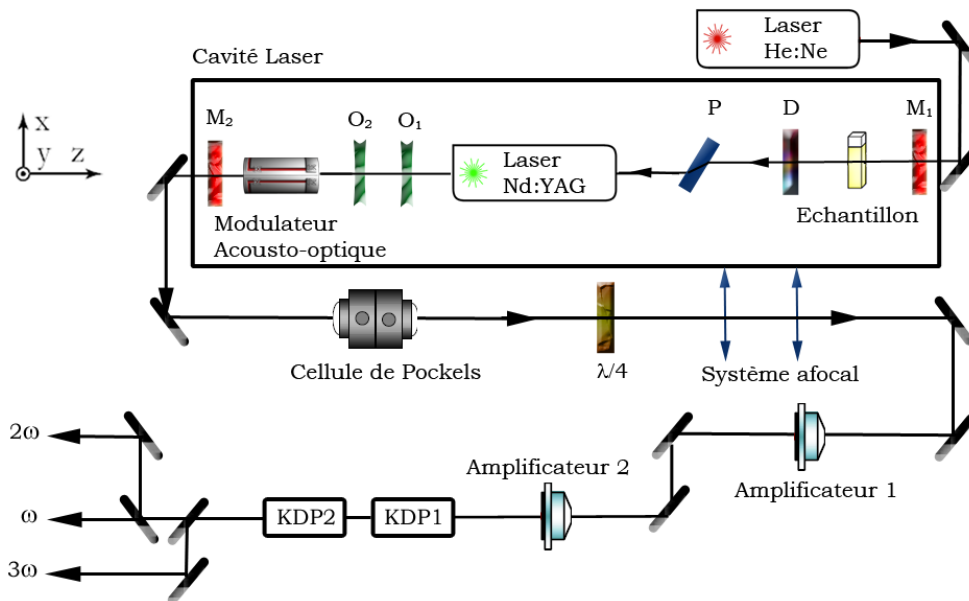 Laser
He:Ne
Cavité Laser
M₂
O₂
O₁
P
D
M₁
x
y
z
Laser
Nd:YAG
Modulateur
Acousto-optique
Echantillon
Cellule de Pockels
λ/4
Système afocal
2ω
Amplificateur 2
Amplificateur 1
ω
KDP2
KDP1
3ω